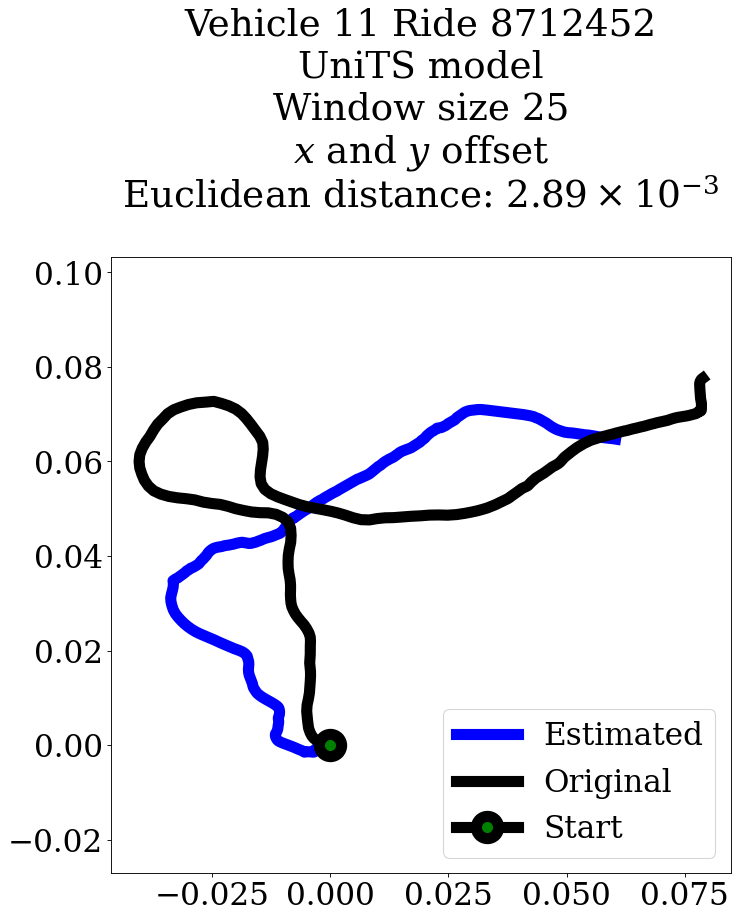 Vehicle 11 Ride 8712452
UniTS model
Window size 25
x and y offset
Euclidean distance: 2.89 × 10⁻³
0.10
0.08
0.06
0.04
0.02
0.00
−0.02
Estimated
Original
Start
−0.025 0.000 0.025 0.050 0.075